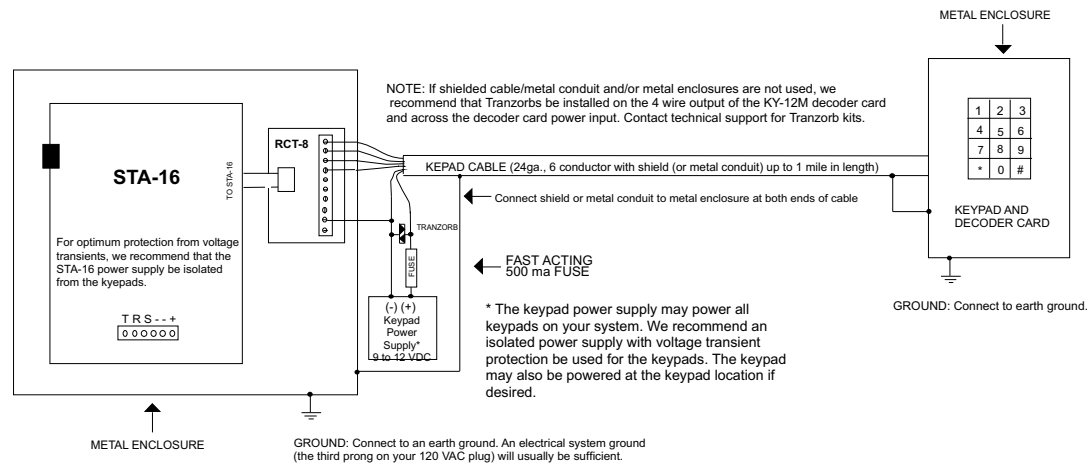 METAL ENCLOSURE
NOTE: If shielded cable/metal conduit and/or metal enclosures are not used, we
recommend that Tranzorbs be installed on the 4 wire output of the KY-12M decoder card
and across the decoder card power input. Contact technical support for Tranzorb kits.
RCT-8
STA-16
TO STA-16
KEPAD CABLE (24ga., 6 conductor with shield (or metal conduit) up to 1 mile in length)
1 2 3
4 5 6
7 8 9
* 0 #
Connect shield or metal conduit to metal enclosure at both ends of cable
KEYPAD AND
DECODER CARD
TRANZORB
For optimum protection from voltage
transients, we recommend that the
STA-16 power supply be isolated
from the kyepads.
FUSE
FAST ACTING
500 ma FUSE
T R S - - +
(-) (+)
Keypad
Power
Supply*
9 to 12 VDC
* The keypad power supply may power all
keypads on your system. We recommend an
isolated power supply with voltage transient
protection be used for the keypads. The keypad
may also be powered at the keypad location if
desired.
GROUND: Connect to earth ground.
METAL ENCLOSURE
GROUND: Connect to an earth ground. An electrical system ground
(the third prong on your 120 VAC plug) will usually be sufficient.